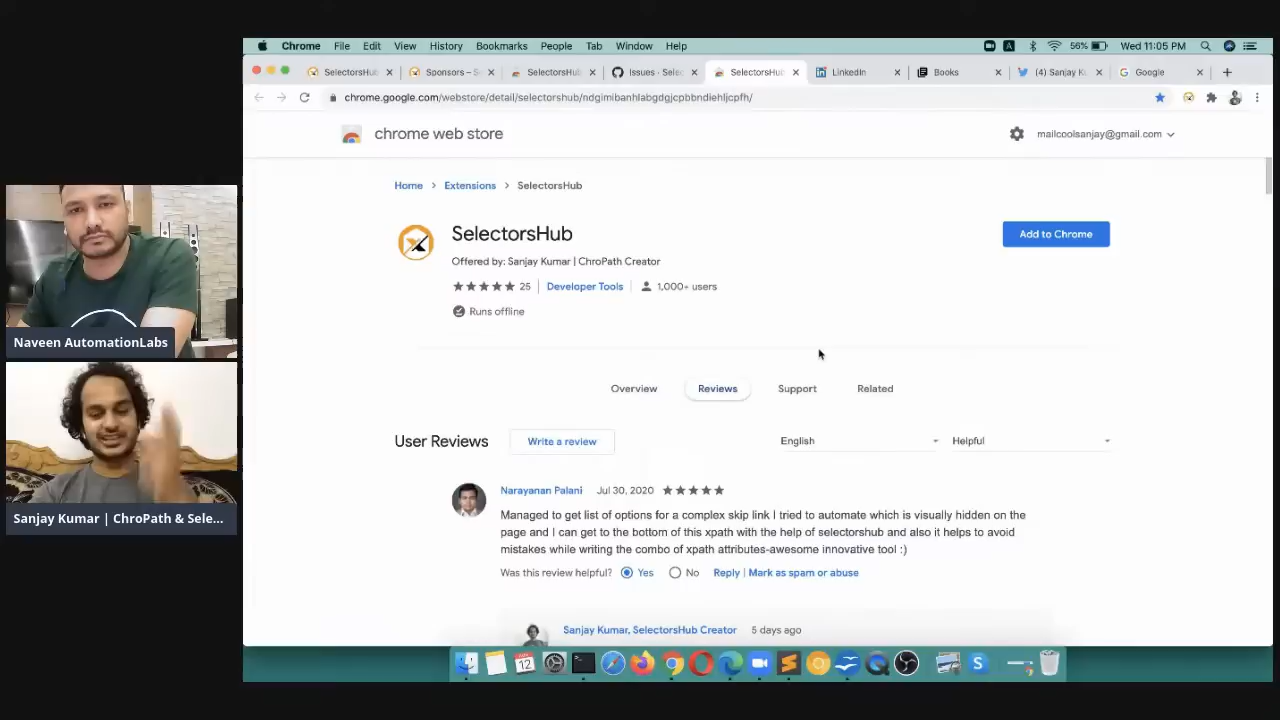 Chrome File Edit View History Bookmarks People Tab Window Help
A 56% Wed 11:05 PM
SelectorsHu × Sponsors – S × SelectorsHu × Issues · Selec × SelectorsHu × LinkedIn × Books × (4) Sanjay K × Google × +
chrome.google.com/webstore/detail/selectorshub/ndgimibanhlabgdgjcpbbndiehljcpfh/
chrome web store
mailcoolsanjay@gmail.com
Home > Extensions > SelectorsHub
SelectorsHub
Add to Chrome
Offered by: Sanjay Kumar | ChroPath Creator
★★★★★ 25 | Developer Tools | 1,000+ users
Runs offline
Naveen AutomationLabs
Overview Reviews Support Related
User Reviews Write a review English Helpful
Narayanan Palani Jul 30, 2020 ★★★★★
Managed to get list of options for a complex skip link I tried to automate which is visually hidden on the
page and I can get to the bottom of this xpath with the help of selectorshub and also it helps to avoid
mistakes while writing the combo of xpath attributes-awesome innovative tool :)
Sanjay Kumar | ChroPath & Sele...
Was this review helpful? Yes No Reply | Mark as spam or abuse
Sanjay Kumar, SelectorsHub Creator 5 days ago
12